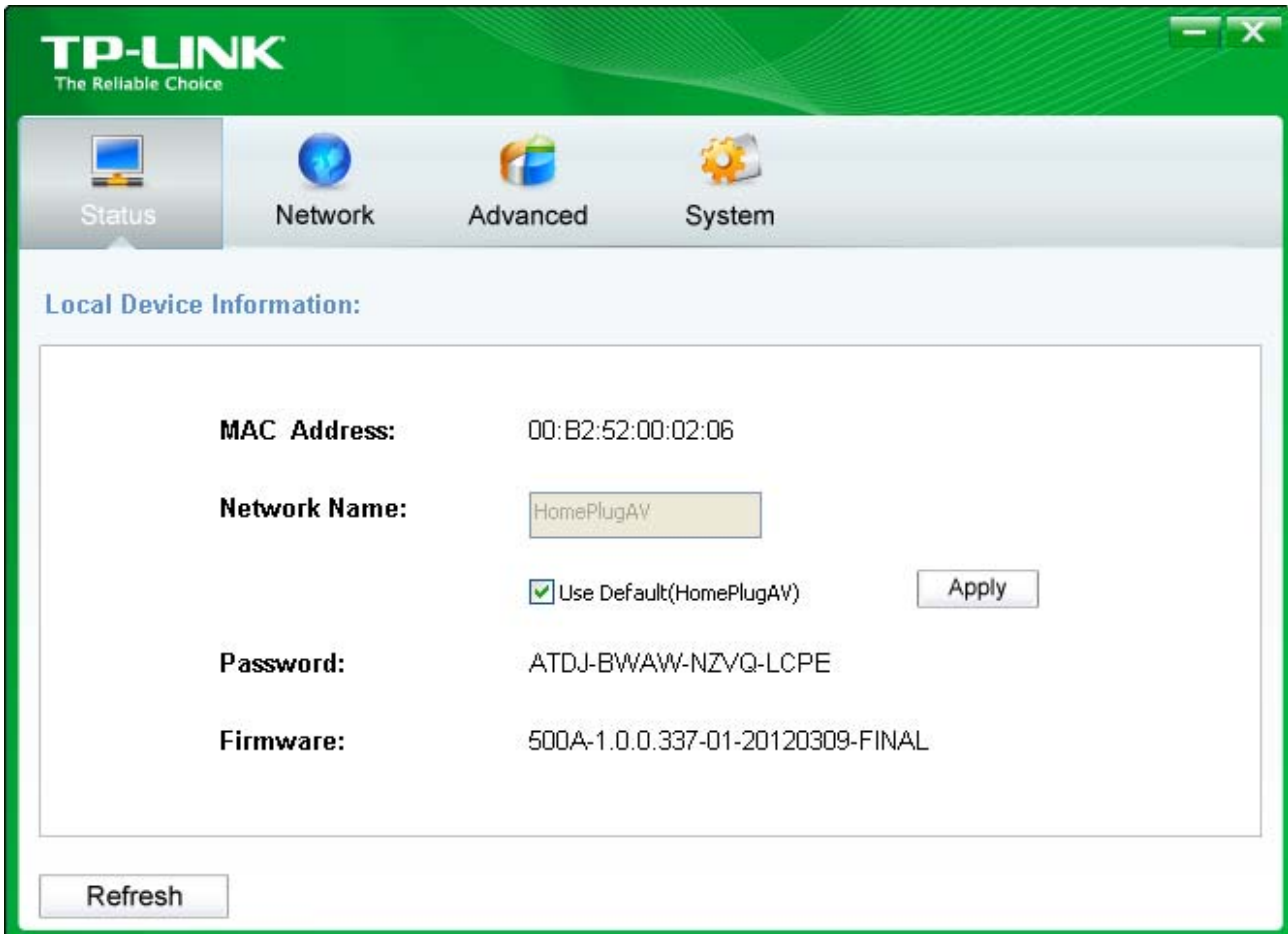 TP-LINK
The Reliable Choice
Status
Network
Advanced
System
Local Device Information:
MAC Address: 00:B2:52:00:02:06
Network Name: HomePlugAV
Use Default(HomePlugAV)
Apply
Password: ATDJ-BWAW-NZVQ-LCPE
Firmware: 500A-1.0.0.337-01-20120309-FINAL
Refresh